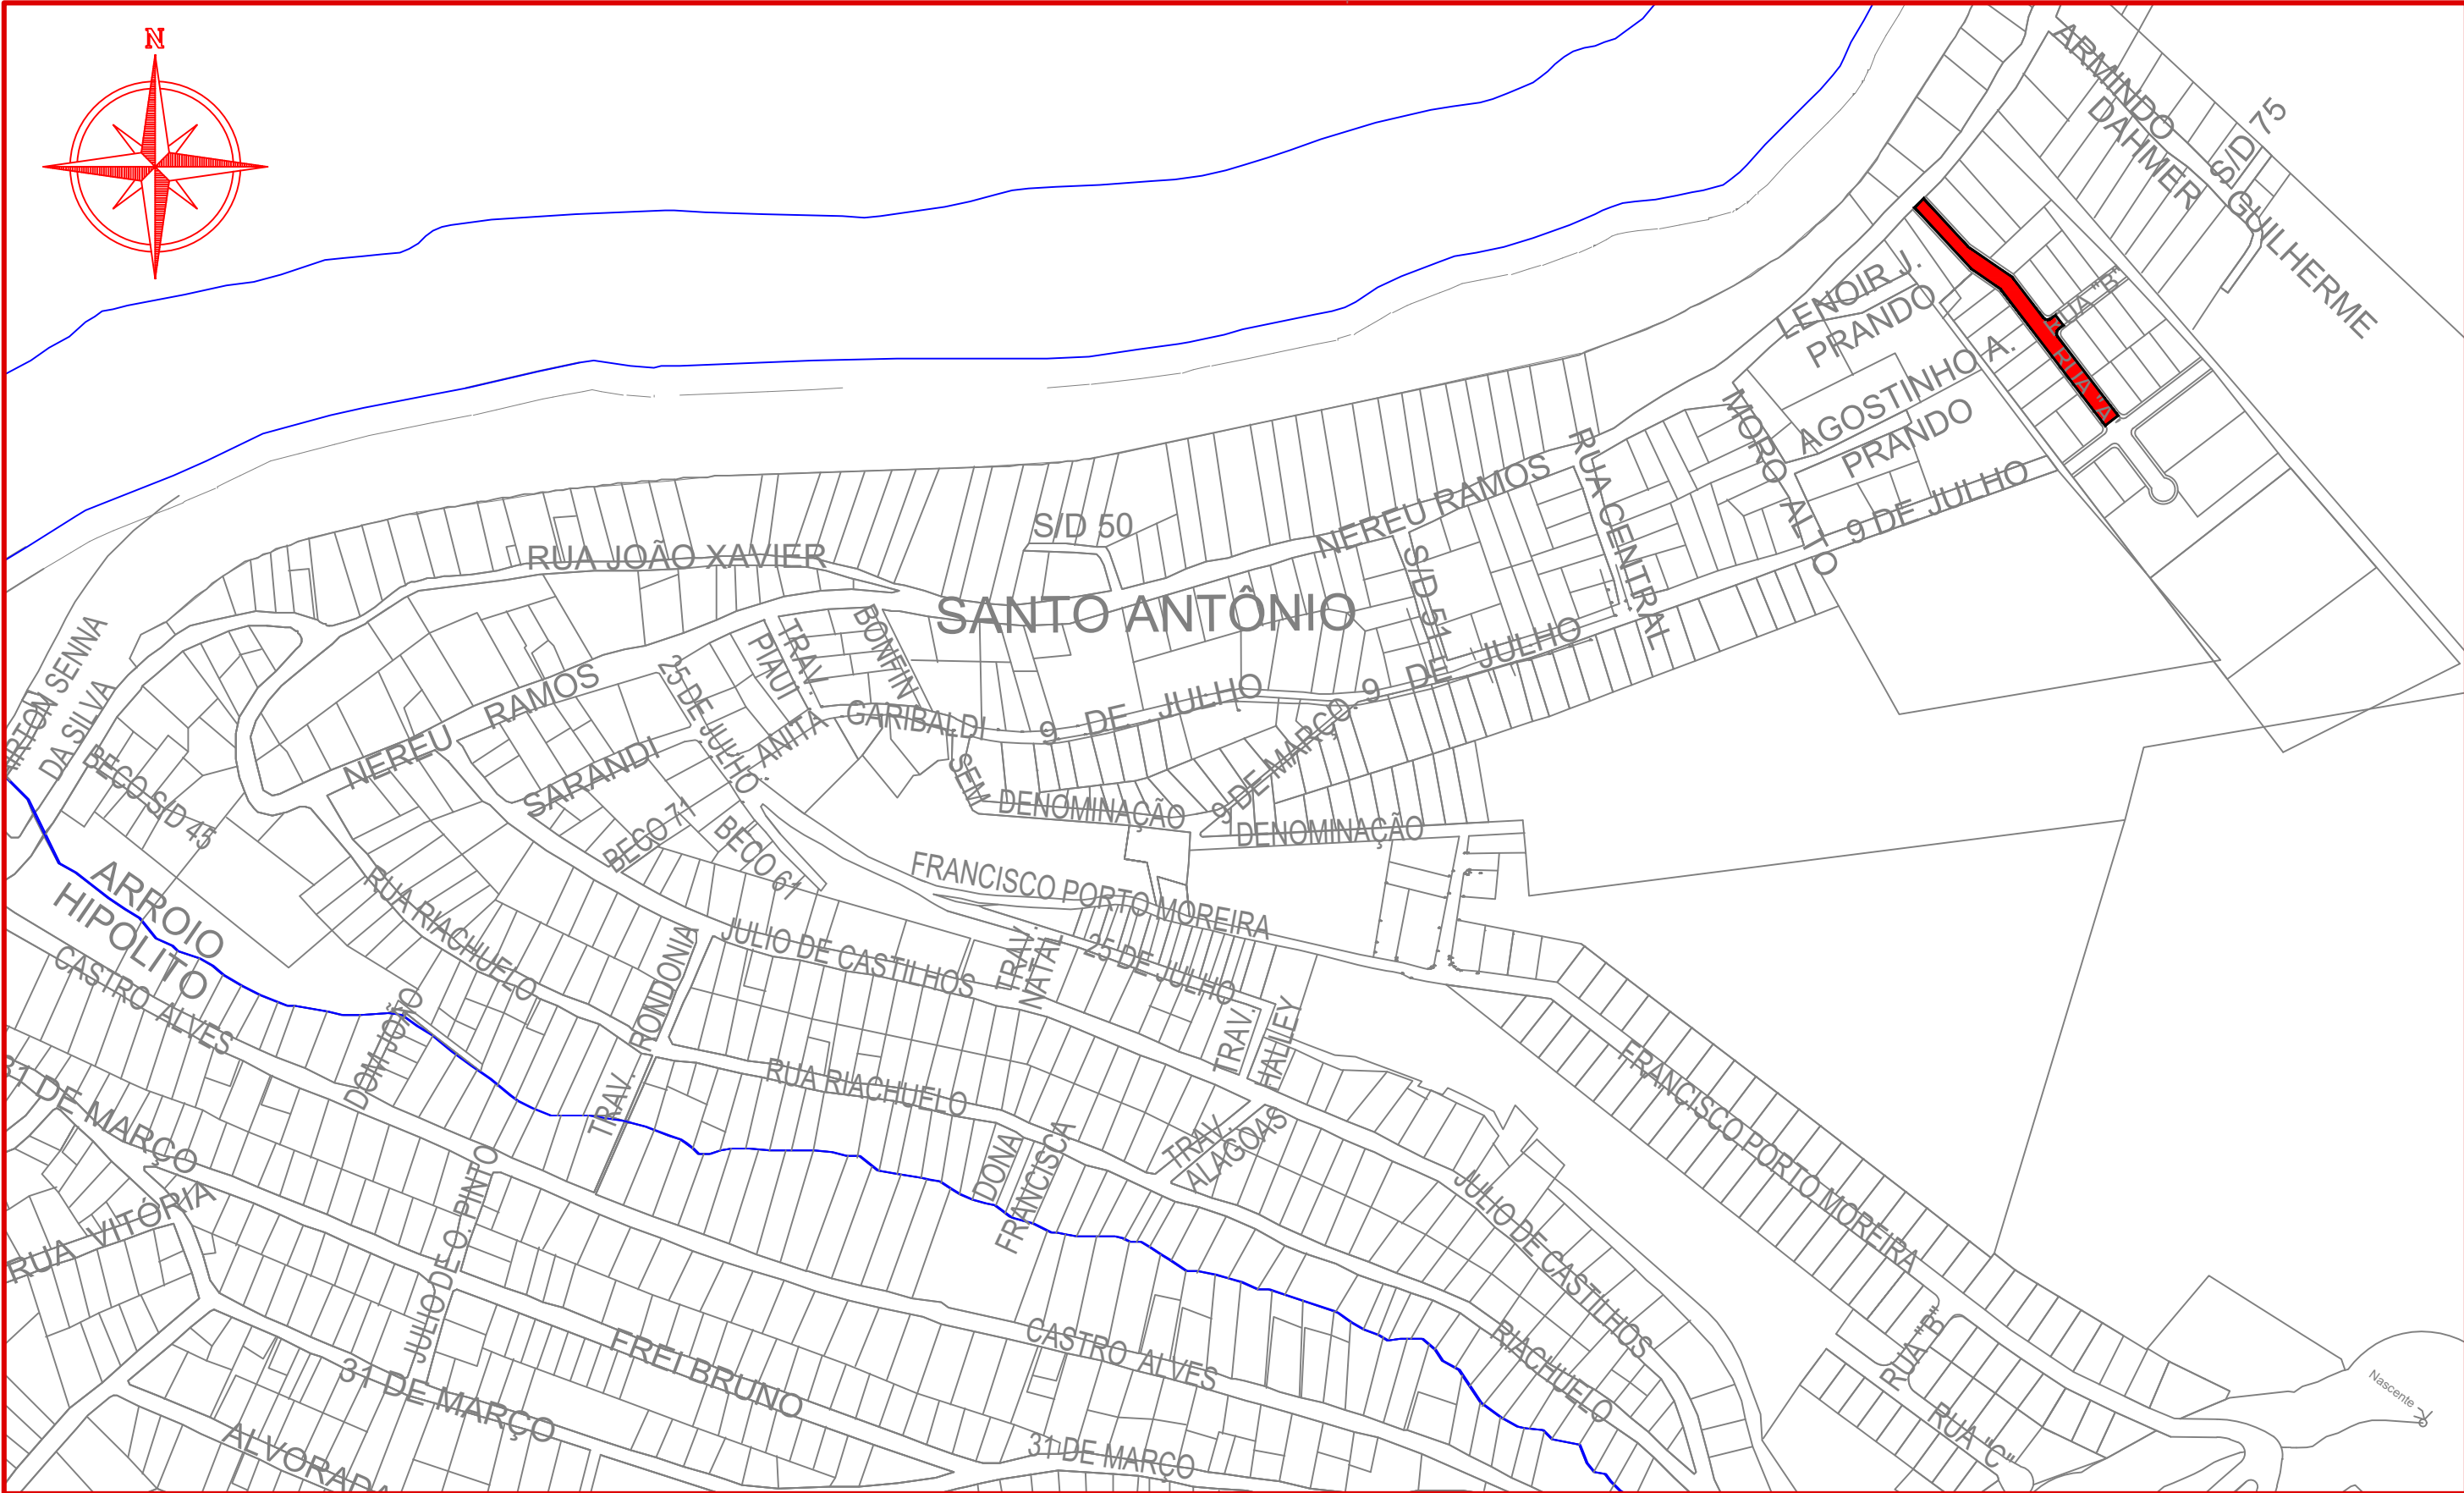 N
ARMINDO
DAHMER
S/D 75
GUILHERME
LENOIR J.
PRANDO
RUA "B"
RUA "A"
AGOSTINHO A.
PRANDO
MORO ALTO
9 DE JULHO
RUA CENTRAL
NEREU RAMOS
S/D 50
S/D 51
RUA JOÃO XAVIER
SANTO ANTÔNIO
BONFIN
TRAV.
PIAUI
25 DE JULHO
ANITA GARIBALDI
9 DE JULHO
9 DE JULHO
9 DE MARÇO
NEREU RAMOS
SARANDI
DA SILVA
BECO S/D 45
BECO 71
BECO 61
SEM
DENOMINAÇÃO
DENOMINAÇÃO
FRANCISCO PORTO MOREIRA
ARROIO
HIPOLITO
RUA RIACHUELO
CASTRO ALVES
JULIO DE CASTILHOS
TRAV.
NATAL
25 DE JULHO
TRAV. RONDONIA
DOM JOÃO
TRAV.
HALLEY
RUA RIACHUELO
31 DE MARÇO
FRANCISCO PORTO MOREIRA
TRAV.
ALAGOAS
DONA
FRANCISCA
JULIO DE O. PINTO
RUA VITÓRIA
JULIO DE CASTILHOS
RIACHUELO
CASTRO ALVES
FREI BRUNO
31 DE MARÇO
31 DE MARÇO
ALVORADA
RUA "B"
RUA "C"
Nascente